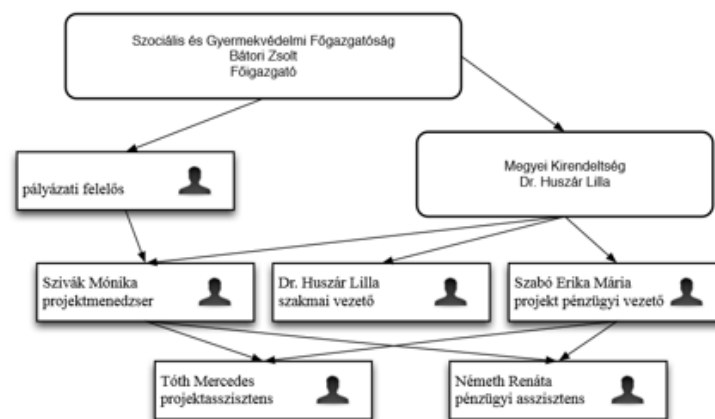 Szociális és Gyermekvédelmi Főgazgatóság
Bátori Zsolt
Főigazgató
Megyei Kirendeltség
Dr. Huszár Lilla
pályázati felelős
Szivák Mónika
projektmenedzser
Dr. Huszár Lilla
szakmai vezető
Szabó Erika Mária
projekt pénzügyi vezető
Tóth Mercedes
projektasszisztens
Németh Renáta
pénzügyi asszisztens